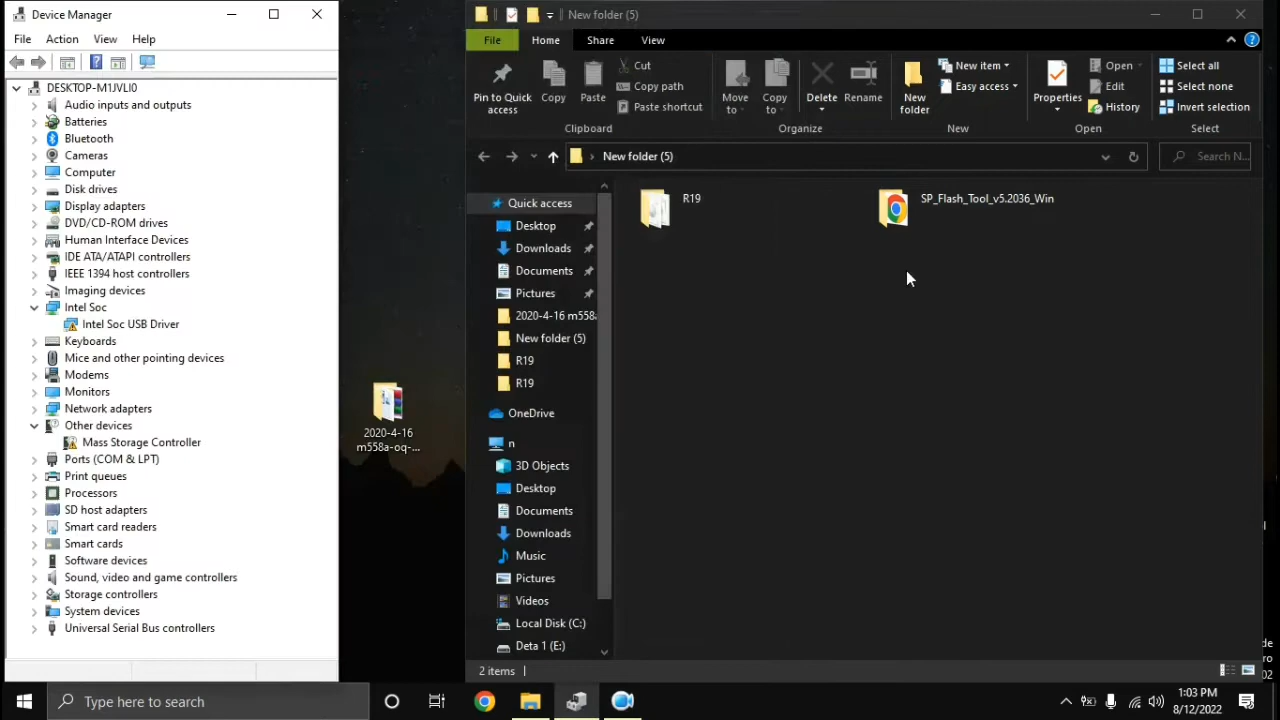 Device Manager
File Action View Help
DESKTOP-M1JVLI0
Audio inputs and outputs
Batteries
Bluetooth
Cameras
Computer
Disk drives
Display adapters
DVD/CD-ROM drives
Human Interface Devices
IDE ATA/ATAPI controllers
IEEE 1394 host controllers
Imaging devices
Intel Soc
Intel Soc USB Driver
Keyboards
Mice and other pointing devices
Modems
Monitors
Network adapters
Other devices
Mass Storage Controller
Ports (COM & LPT)
Print queues
Processors
SD host adapters
Smart card readers
Smart cards
Software devices
Sound, video and game controllers
Storage controllers
System devices
Universal Serial Bus controllers
2020-4-16
m558a-oq-...
New folder (5)
File Home Share View
Pin to Quick
access
Copy
Paste
Cut
Copy path
Paste shortcut
Clipboard
Move
to
Copy
to
Delete
Rename
Organize
New
folder
New item
Easy access
New
Properties
Open
Edit
History
Open
Select all
Select none
Invert selection
Select
New folder (5)
Search N...
Quick access
Desktop
Downloads
Documents
Pictures
2020-4-16 m558a
New folder (5)
R19
R19
OneDrive
n
3D Objects
Desktop
Documents
Downloads
Music
Pictures
Videos
Local Disk (C:)
Deta 1 (E:)
R19
SP_Flash_Tool_v5.2036_Win
2 items
Type here to search
1:03 PM
8/12/2022